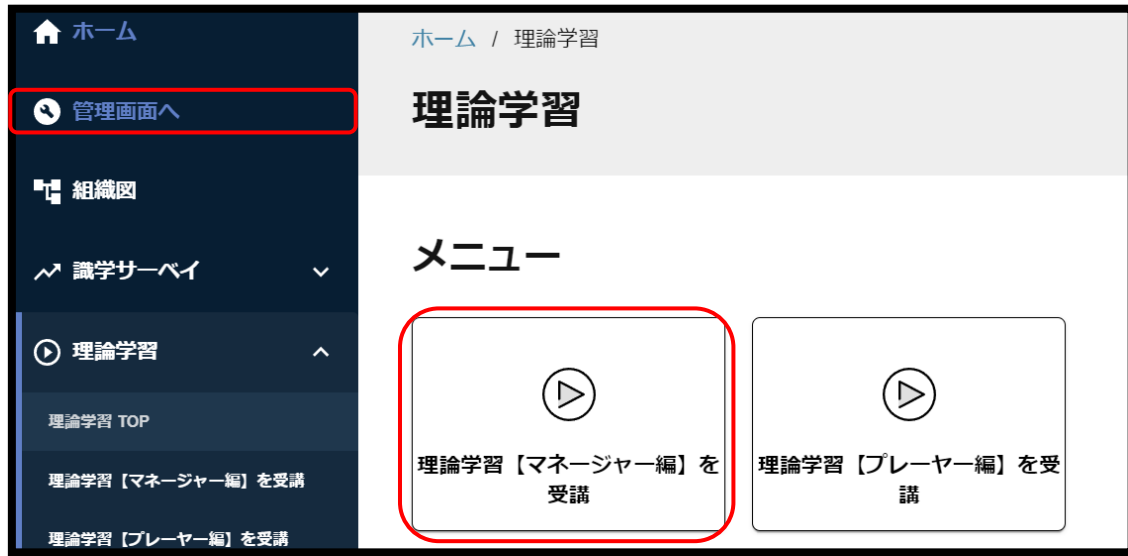 ホーム
管理画面へ
組織図
識学サーベイ
理論学習
理論学習 TOP
理論学習【マネージャー編】を受講
理論学習【プレーヤー編】を受講
ホーム / 理論学習
理論学習
メニュー
理論学習【マネージャー編】を
受講
理論学習【プレーヤー編】を受
講